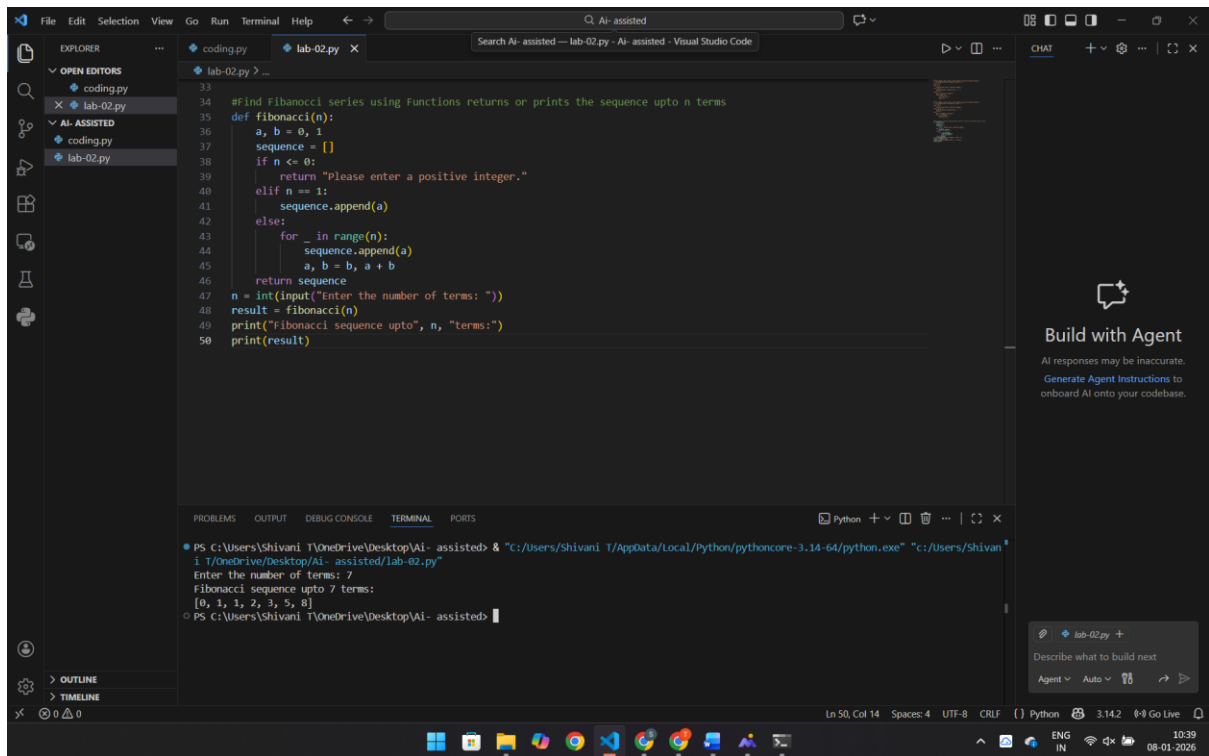 File Edit Selection View Go Run Terminal Help
Ai- assisted
Search Ai- assisted — lab-02.py - Ai- assisted - Visual Studio Code
EXPLORER
OPEN EDITORS
coding.py
lab-02.py
AI- ASSISTED
coding.py
lab-02.py
OUTLINE
TIMELINE
coding.py lab-02.py
lab-02.py > ...
33
34 #Find Fibanocci series using Functions returns or prints the sequence upto n terms
35 def fibonacci(n):
36 a, b = 0, 1
37 sequence = []
38 if n <= 0:
39 return "Please enter a positive integer."
40 elif n == 1:
41 sequence.append(a)
42 else:
43 for _ in range(n):
44 sequence.append(a)
45 a, b = b, a + b
46 return sequence
47 n = int(input("Enter the number of terms: "))
48 result = fibonacci(n)
49 print("Fibonacci sequence upto", n, "terms:")
50 print(result)
PROBLEMS OUTPUT DEBUG CONSOLE TERMINAL PORTS
Python
PS C:\Users\Shivani T\OneDrive\Desktop\Ai- assisted> & "C:/Users/Shivani T/AppData/Local/Python/pythoncore-3.14-64/python.exe" "c:/Users/Shivan
i T/OneDrive/Desktop/Ai- assisted/lab-02.py"
Enter the number of terms: 7
Fibonacci sequence upto 7 terms:
[0, 1, 1, 2, 3, 5, 8]
PS C:\Users\Shivani T\OneDrive\Desktop\Ai- assisted>
CHAT
Build with Agent
AI responses may be inaccurate.
Generate Agent Instructions to
onboard AI onto your codebase.
lab-02.py
Describe what to build next
Agent Auto
0 0
Ln 50, Col 14 Spaces: 4 UTF-8 CRLF {} Python 3.14.2 Go Live
ENG
IN
10:39
08-01-2026